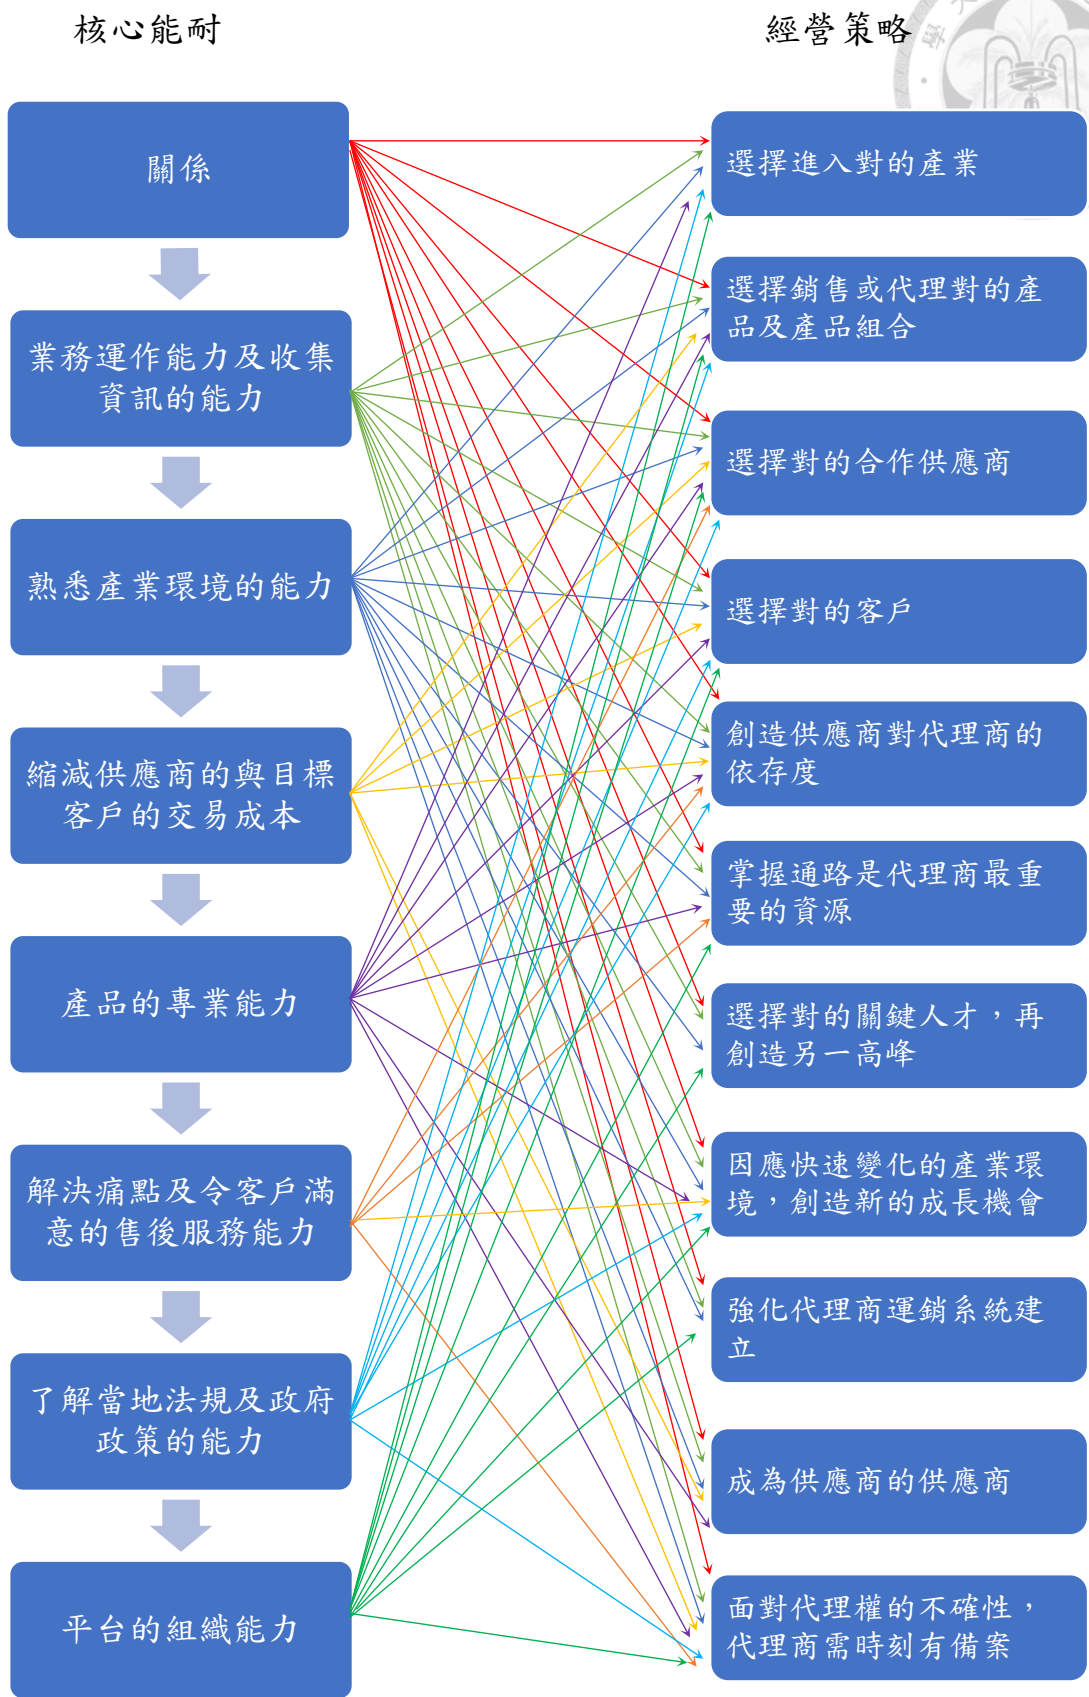 核心能耐
經營策略
關係
業務運作能力及收集
資訊的能力
熟悉產業環境的能力
縮減供應商的與目標
客戶的交易成本
產品的專業能力
解決痛點及令客戶滿
意的售後服務能力
了解當地法規及政府
政策的能力
平台的組織能力
選擇進入對的產業
選擇銷售或代理對的產
品及產品組合
選擇對的合作供應商
選擇對的客戶
創造供應商對代理商的
依存度
掌握通路是代理商最重
要的資源
選擇對的關鍵人才，再
創造另一高峰
因應快速變化的產業環
境，創造新的成長機會
強化代理商運銷系統建
立
成為供應商的供應商
面對代理權的不確性，
代理商需時刻有備案